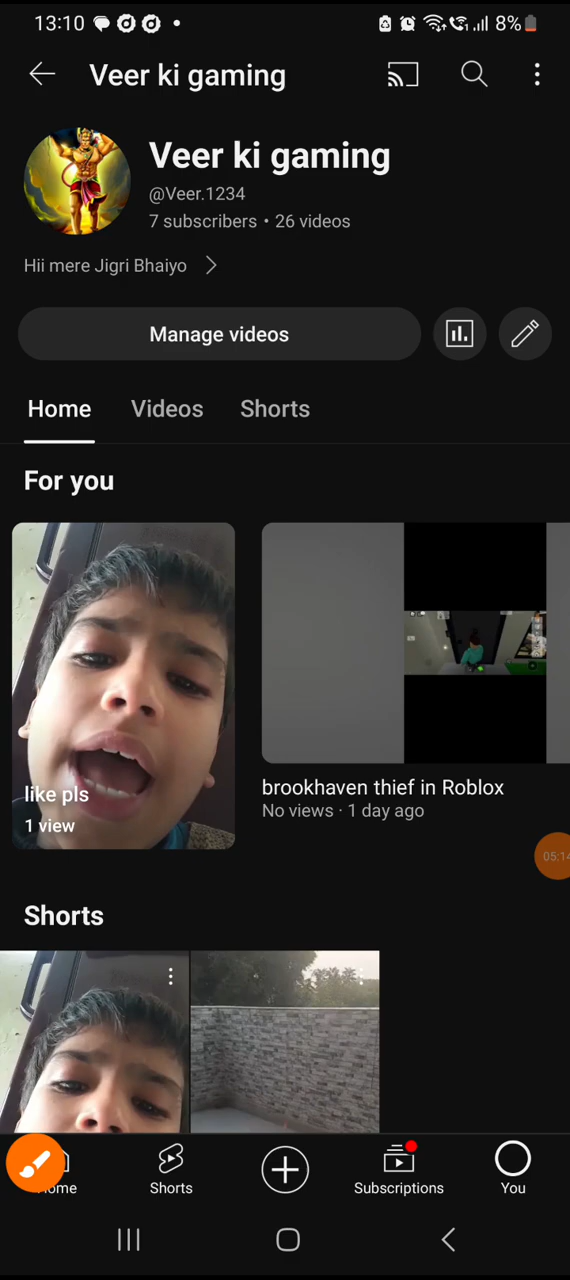 13:10
8%
Veer ki gaming
Veer ki gaming
@Veer.1234
7 subscribers • 26 videos
Hii mere Jigri Bhaiyo
Manage videos
Home
Videos
Shorts
For you
like pls
1 view
brookhaven thief in Roblox
No views · 1 day ago
05:14
Shorts
Shorts
Subscriptions
You